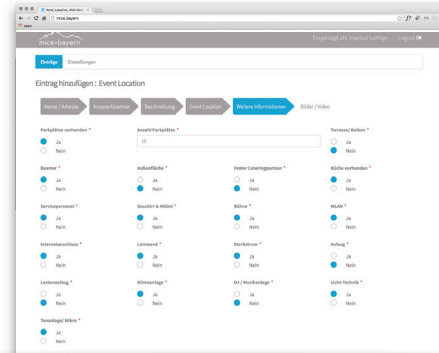 mice.bayern
mice•bayern
Eingeloggt als: markus luettge Logout
Einträge Einstellungen
Eintrag hinzufügen : Event Location
Name / Adresse Ansprechpartner Beschreibung Event Location Weitere Informationen Bilder / Video
Parkplätze vorhanden * Anzahl Parkplätze * Terrasse/ Balkon *
Ja 10 Ja
Nein Nein
Beamer * Außenfläche * Fester Cateringpartner * Küche vorhanden *
Ja Ja Ja Ja
Nein Nein Nein Nein
Servicepersonal * Geschirr & Möbel * Bühne * WLAN *
Ja Ja Ja Ja
Nein Nein Nein Nein
Internetanschluss * Leinwand * Starkstrom * Aufzug *
Ja Ja Ja Ja
Nein Nein Nein Nein
Lastenaufzug * Klimaanlage * DJ / Musikanlage * Licht Technik *
Ja Ja Ja Ja
Nein Nein Nein Nein
Tonanlage/ Mikro *
Ja
Nein